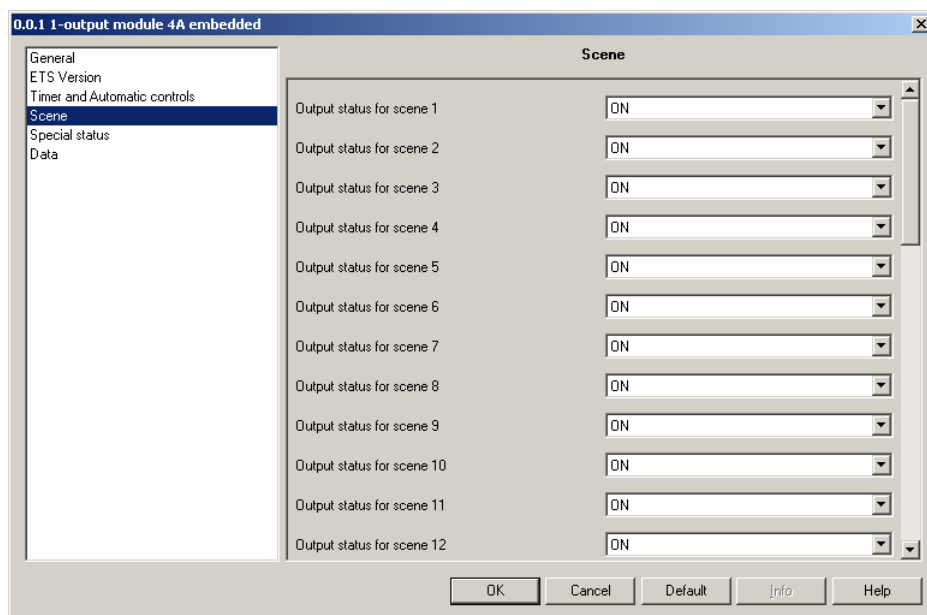 0.0.1 1-output module 4A embedded
General
ETS Version
Timer and Automatic controls
Scene
Special status
Data
Scene
Output status for scene 1 ON
Output status for scene 2 ON
Output status for scene 3 ON
Output status for scene 4 ON
Output status for scene 5 ON
Output status for scene 6 ON
Output status for scene 7 ON
Output status for scene 8 ON
Output status for scene 9 ON
Output status for scene 10 ON
Output status for scene 11 ON
Output status for scene 12 ON
OK Cancel Default Info Help